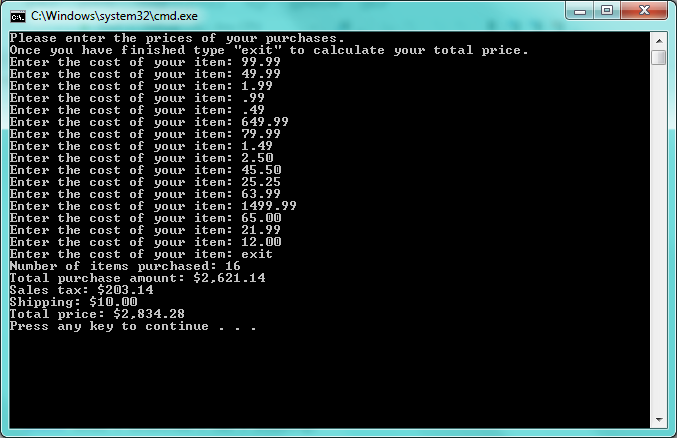 C:\Windows\system32\cmd.exe
Please enter the prices of your purchases.
Once you have finished type "exit" to calculate your total price.
Enter the cost of your item: 99.99
Enter the cost of your item: 49.99
Enter the cost of your item: 1.99
Enter the cost of your item: .99
Enter the cost of your item: .49
Enter the cost of your item: 649.99
Enter the cost of your item: 79.99
Enter the cost of your item: 1.49
Enter the cost of your item: 2.50
Enter the cost of your item: 45.50
Enter the cost of your item: 25.25
Enter the cost of your item: 63.99
Enter the cost of your item: 1499.99
Enter the cost of your item: 65.00
Enter the cost of your item: 21.99
Enter the cost of your item: 12.00
Enter the cost of your item: exit
Number of items purchased: 16
Total purchase amount: $2,621.14
Sales tax: $203.14
Shipping: $10.00
Total price: $2,834.28
Press any key to continue . . .